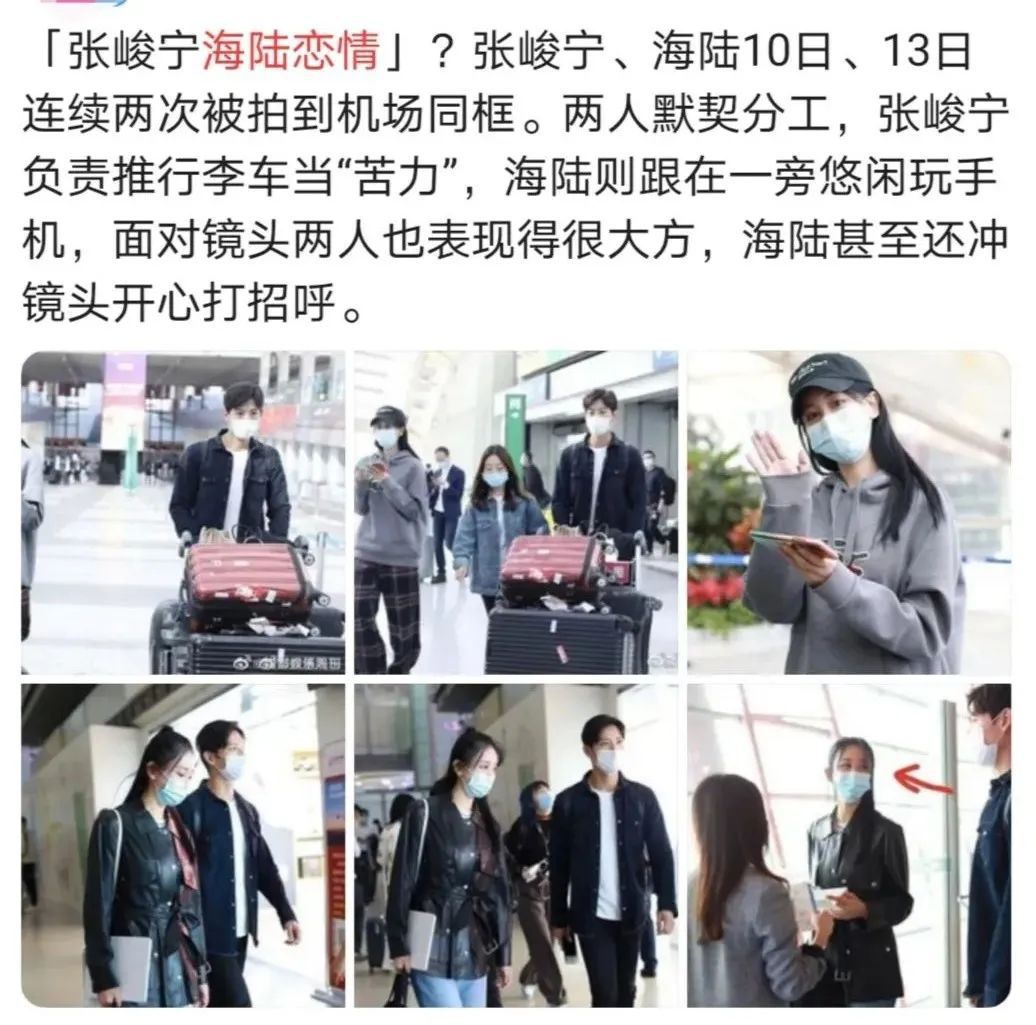 「张峻宁海陆恋情」？张峻宁、海陆10日、13日
连续两次被拍到机场同框。两人默契分工，张峻宁
负责推行李车当“苦力”，海陆则跟在一旁悠闲玩手
机，面对镜头两人也表现得很大方，海陆甚至还冲
镜头开心打招呼。